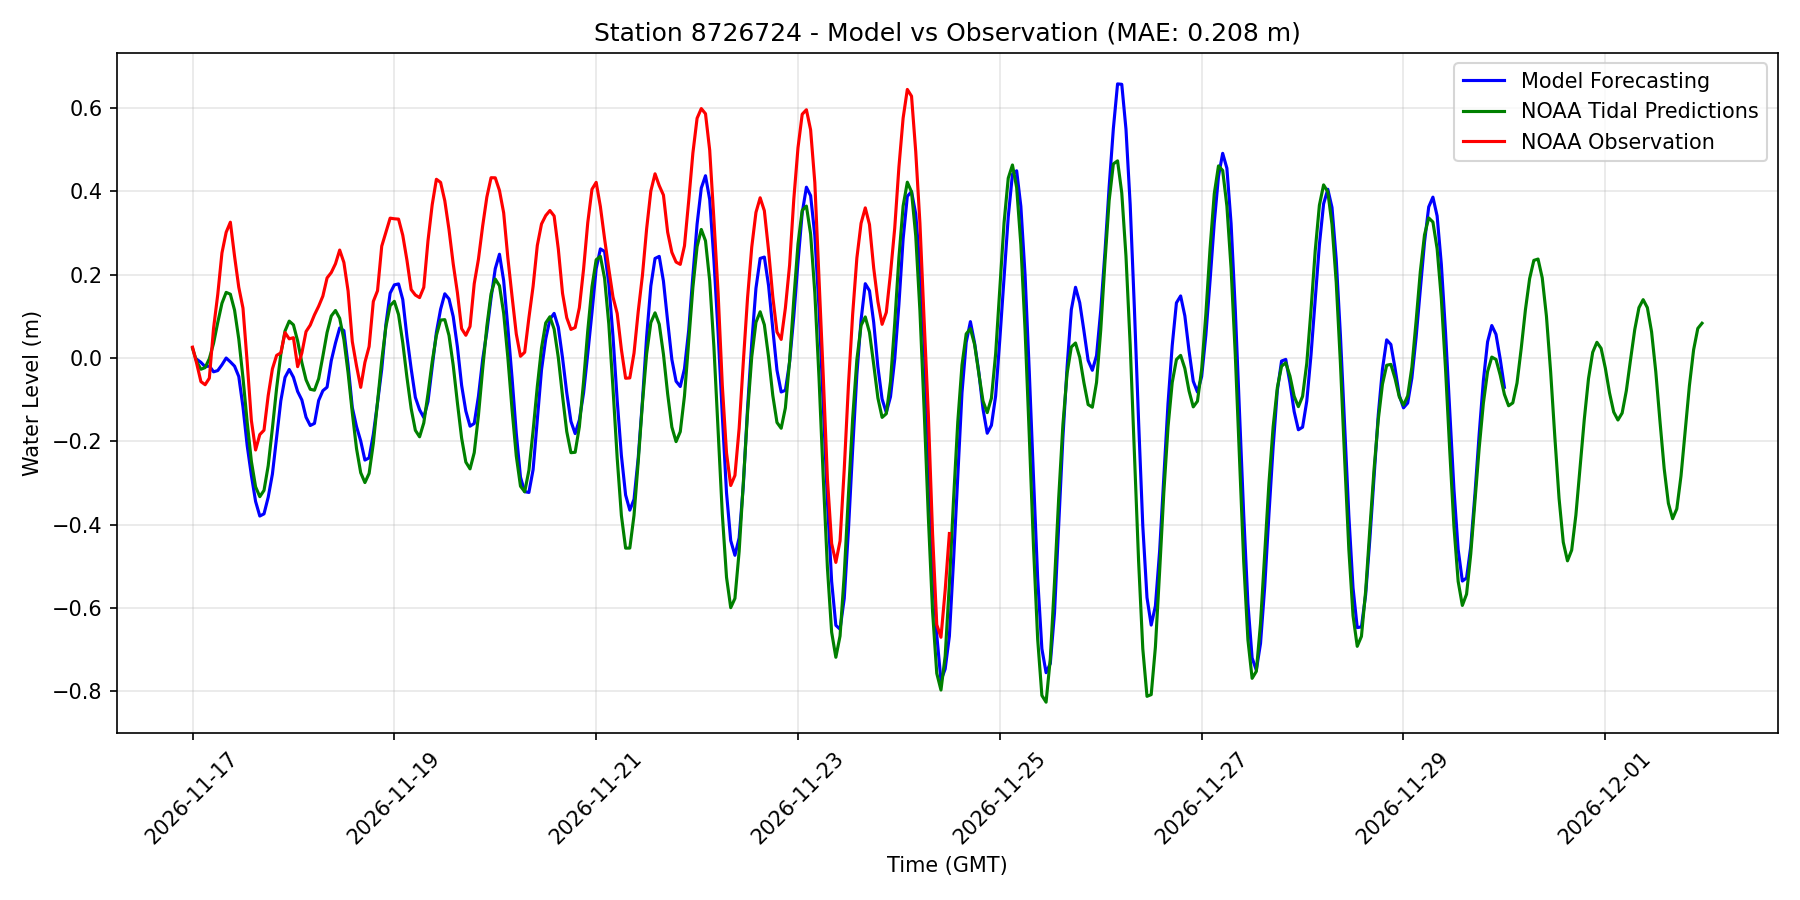 Station 8726724 - Model vs Observation (MAE: 0.208 m)
Model Forecasting
NOAA Tidal Predictions
NOAA Observation
Water Level (m)
0.6
0.4
0.2
0.0
−0.2
−0.4
−0.6
−0.8
2026-11-17
2026-11-19
2026-11-21
2026-11-23
2026-11-25
2026-11-27
2026-11-29
2026-12-01
Time (GMT)